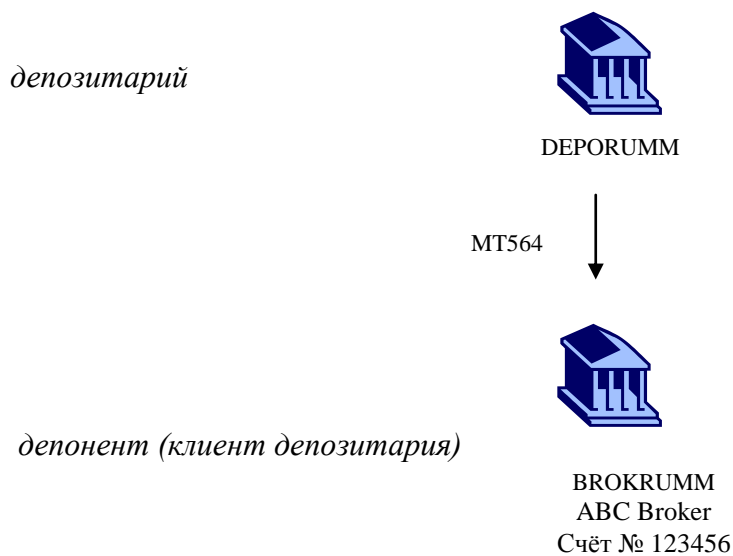 депозитарий
DEPORUMM
MT564
депонент (клиент депозитария)
BROKRUMM
ABC Broker
Счёт № 123456